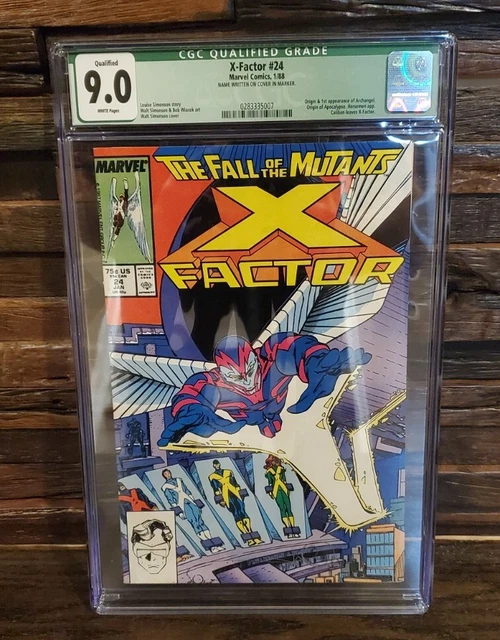 CGC QUALIFIED GRADE
Qualified
9.0
WHITE Pages
X-Factor #24
Marvel Comics, 1/88
NAME WRITTEN ON COVER IN MARKER.
Louise Simonson story
Walt Simonson & Bob Wiacek art
Walt Simonson cover
0283335007
Origin & 1st appearance of Archangel.
Origin of Apocalypse. Horsemen app.
Caliban leaves X-Factor.
MARVEL
THE FALL OF THE MUTANTS
X
FACTOR
75¢ US
24
JAN